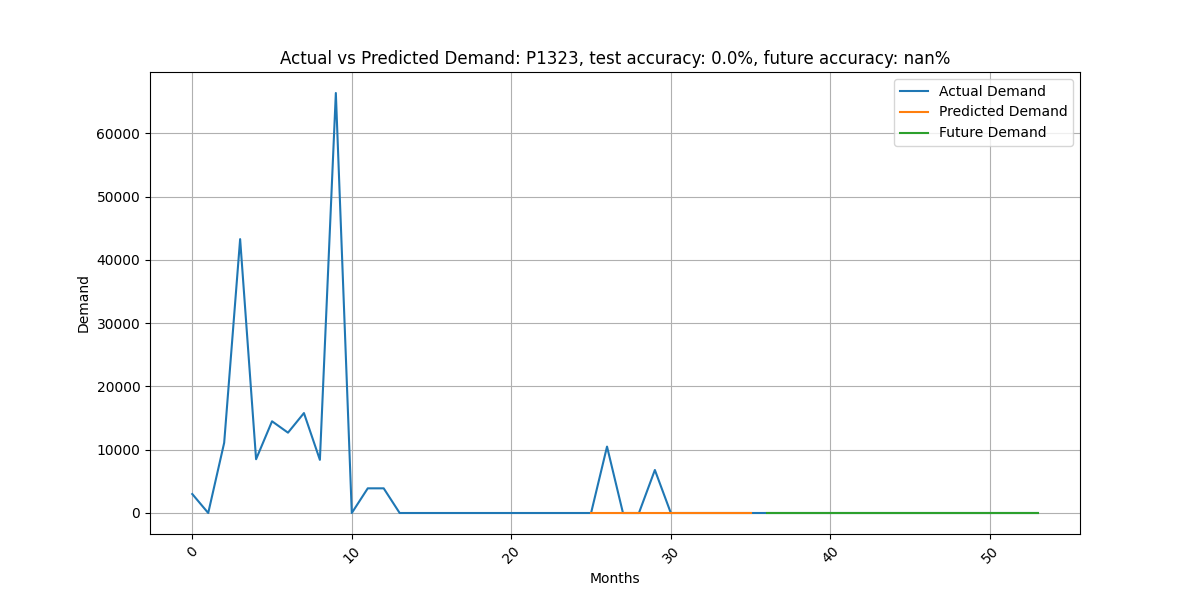 Actual vs Predicted Demand: P1323, test accuracy: 0.0%, future accuracy: nan%
Actual Demand
Predicted Demand
Future Demand
60000
50000
40000
30000
20000
10000
0
Demand
0
10
20
30
40
50
Months